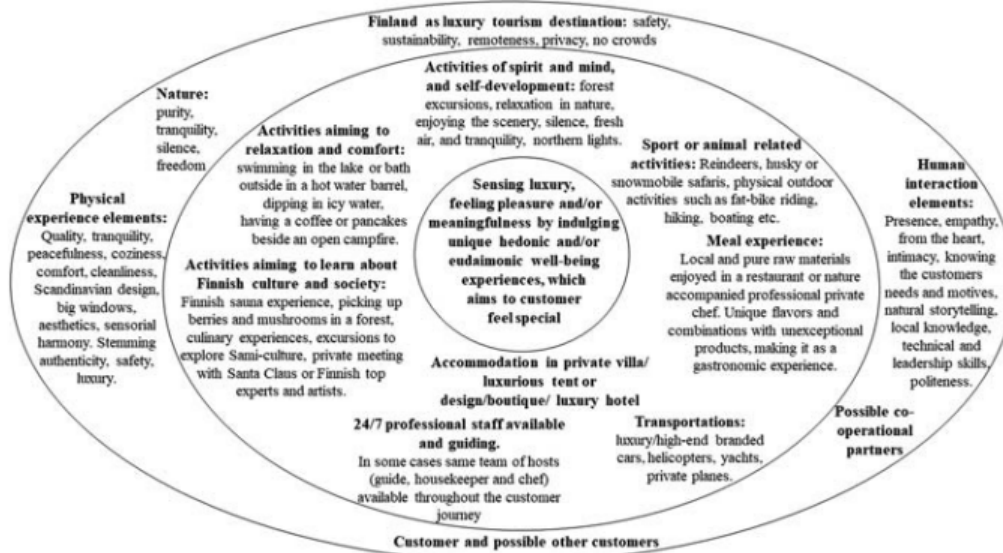 Finland as luxury tourism destination: safety,
sustainability, remoteness, privacy, no crowds
Nature:
purity,
tranquility,
silence,
freedom
Activities of spirit and mind,
and self-development: forest
excursions, relaxation in nature,
enjoying the scenery, silence, fresh
air, and tranquility, northern lights.
Activities aiming to
relaxation and comfort:
swimming in the lake or bath
outside in a hot water barrel,
dipping in icy water,
having a coffee or pancakes
beside an open campfire.
Sport or animal related
activities: Reindeers, husky or
snowmobile safaris, physical outdoor
activities such as fat-bike riding,
hiking, boating etc.
Physical
experience elements:
Quality, tranquility,
peacefulness, coziness,
comfort, cleanliness,
Scandinavian design,
big windows,
aesthetics, sensorial
harmony. Stemming
authenticity, safety,
luxury.
Sensing luxury,
feeling pleasure and/or
meaningfulness by indulging
unique hedonic and/or
eudaimonic well-being
experiences, which
aims to customer
feel special
Human
interaction
elements:
Presence, empathy,
from the heart,
intimacy, knowing
the customers
needs and motives,
natural storytelling,
local knowledge,
technical and
leadership skills,
politeness.
Activities aiming to learn about
Finnish culture and society:
Finnish sauna experience, picking up
berries and mushrooms in a forest,
culinary experiences, excursions to
explore Sami-culture, private meeting
with Santa Claus or Finnish top
experts and artists.
Meal experience:
Local and pure raw materials
enjoyed in a restaurant or nature
accompanied professional private
chef. Unique flavors and
combinations with unexceptional
products, making it as a
gastronomic experience.
Accommodation in private villa/
luxurious tent or
design/boutique/ luxury hotel
24/7 professional staff available
and guiding.
In some cases same team of hosts
(guide, housekeeper and chef)
available throughout the customer
journey
Transportations:
luxury/high-end branded
cars, helicopters, yachts,
private planes.
Possible co-
operational
partners
Customer and possible other customers